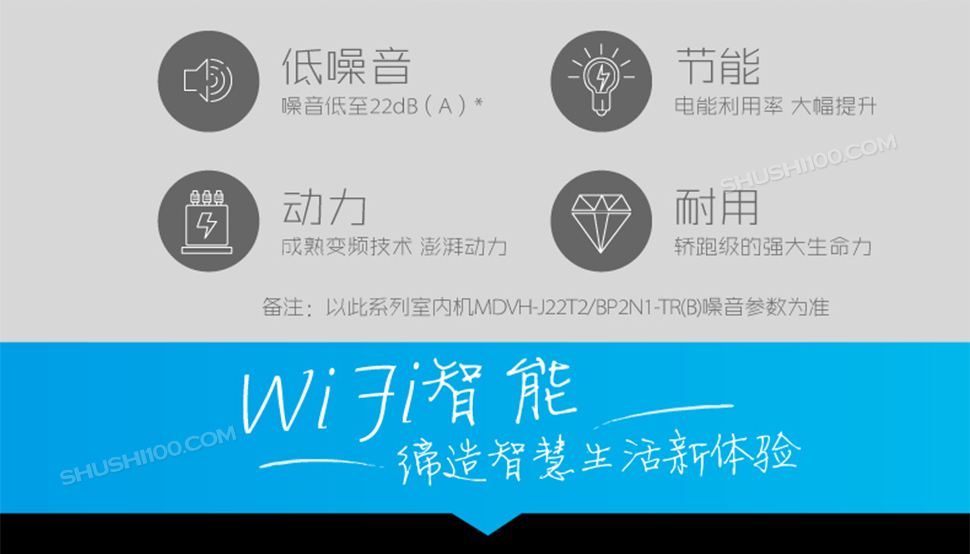 低噪音
噪音低至22dB（A）*
节能
电能利用率 大幅提升
SHUSHI100.COM
动力
成熟变频技术 澎湃动力
耐用
轿跑级的强大生命力
备注：以此系列室内机MDVH-J22T2/BP2N1-TR(B)噪音参数为准
WiFi智能
缔造智慧生活新体验
SHUSHI100.COM